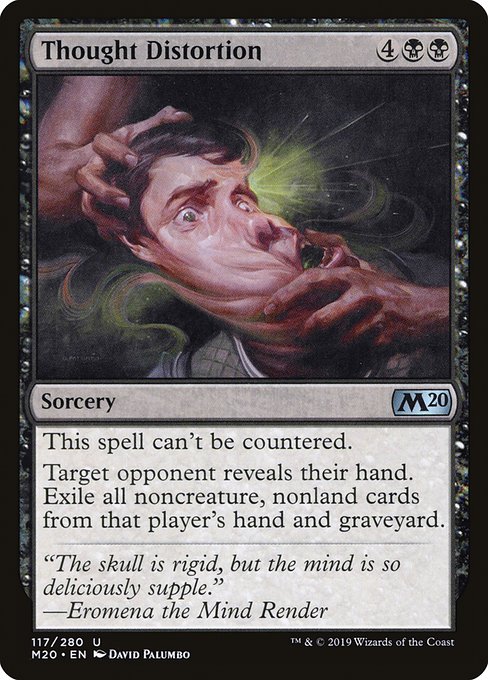 Thought Distortion 4
Sorcery M20
This spell can't be countered.
Target opponent reveals their hand.
Exile all noncreature, nonland cards
from that player's hand and graveyard.
“The skull is rigid, but the mind is so
deliciously supple.”
—Eromena the Mind Render
117/280 U
M20 • EN DAVID PALUMBO
™ & © 2019 Wizards of the Coast